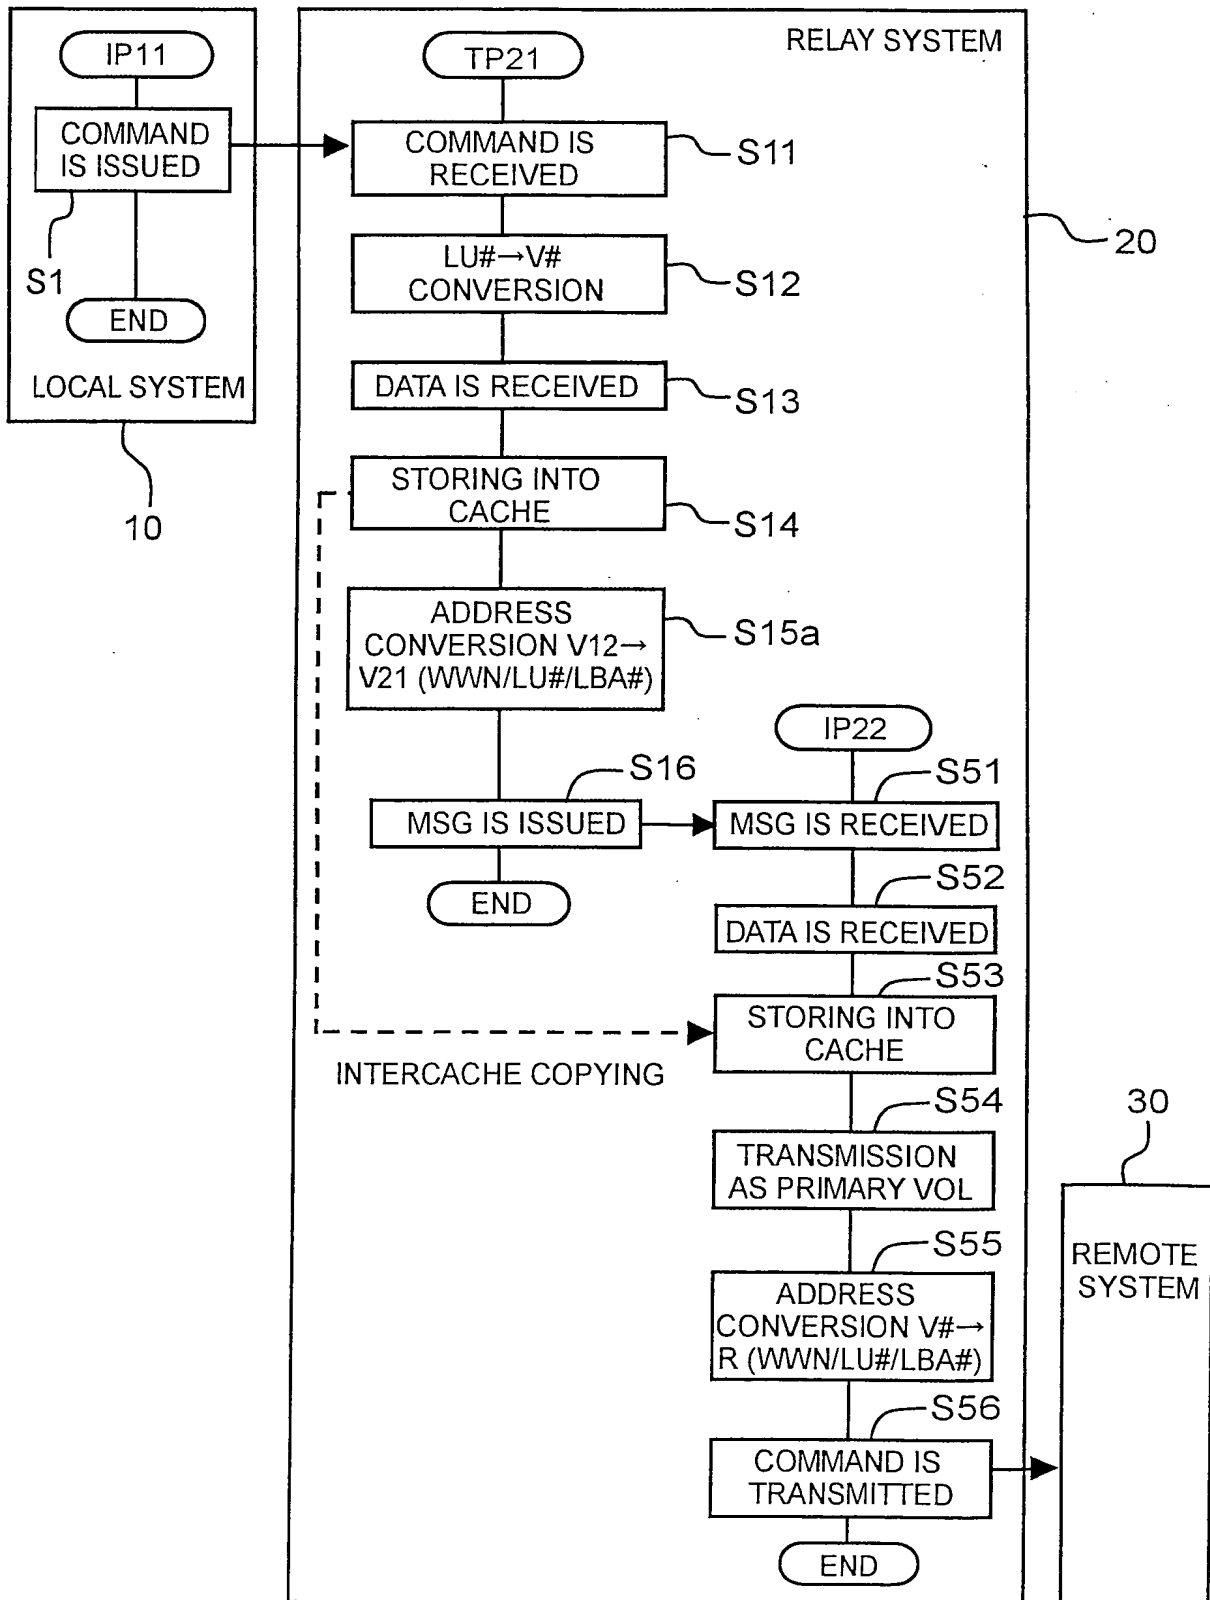 IP11
COMMAND
IS ISSUED
S1
END
LOCAL SYSTEM
10
RELAY SYSTEM
20
TP21
COMMAND IS
RECEIVED
S11
LU#→V#
CONVERSION
S12
DATA IS RECEIVED
S13
STORING INTO
CACHE
S14
ADDRESS
CONVERSION V12→
V21 (WWN/LU#/LBA#)
S15a
S16
MSG IS ISSUED
END
INTERCACHE COPYING
IP22
S51
MSG IS RECEIVED
S52
DATA IS RECEIVED
S53
STORING INTO
CACHE
S54
TRANSMISSION
AS PRIMARY VOL
S55
ADDRESS
CONVERSION V#→
R (WWN/LU#/LBA#)
S56
COMMAND IS
TRANSMITTED
END
30
REMOTE
SYSTEM